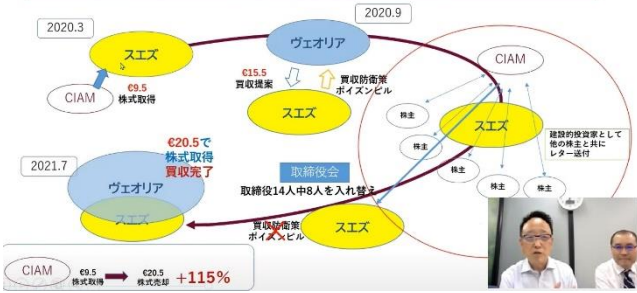 2020.3
スエズ
CIAM
€9.5
株式取得
2020.9
ヴェオリア
€15.5
買収提案
買収防衛策
ポイズンピル
スエズ
CIAM
株主
株主
株主
株主
株主
スエズ
建設的投資家として
他の株主と共に
レター送付
取締役会
取締役14人中8人を入れ替え
買収防衛策
ポイズンピル
スエズ
2021.7
€20.5で
株式取得
買収完了
ヴェオリア
スエズ
CIAM
€9.5
株式取得
€20.5
株式売却
+115%